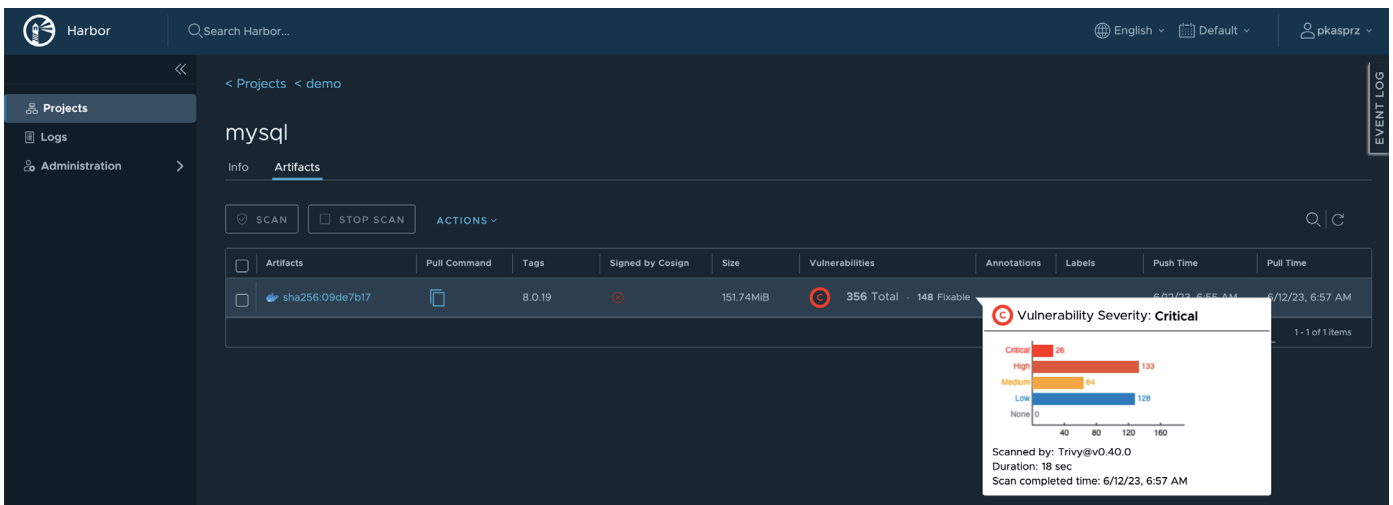 Harbor
Search Harbor...
English
Default
pkasprz
EVENT LOG
Projects
Logs
Administration
< Projects < demo
mysql
Info Artifacts
SCAN STOP SCAN ACTIONS
Artifacts Pull Command Tags Signed by Cosign Size Vulnerabilities Annotations Labels Push Time Pull Time
sha256:09de7b17 8.0.19 151.74MiB C 356 Total · 148 Fixable 6/12/23, 6:55 AM 6/12/23, 6:57 AM
1 - 1 of 1 items
C Vulnerability Severity: Critical
Critical 26
High 133
Medium 64
Low 128
None 0
40 80 120 160
Scanned by: Trivy@v0.40.0
Duration: 18 sec
Scan completed time: 6/12/23, 6:57 AM